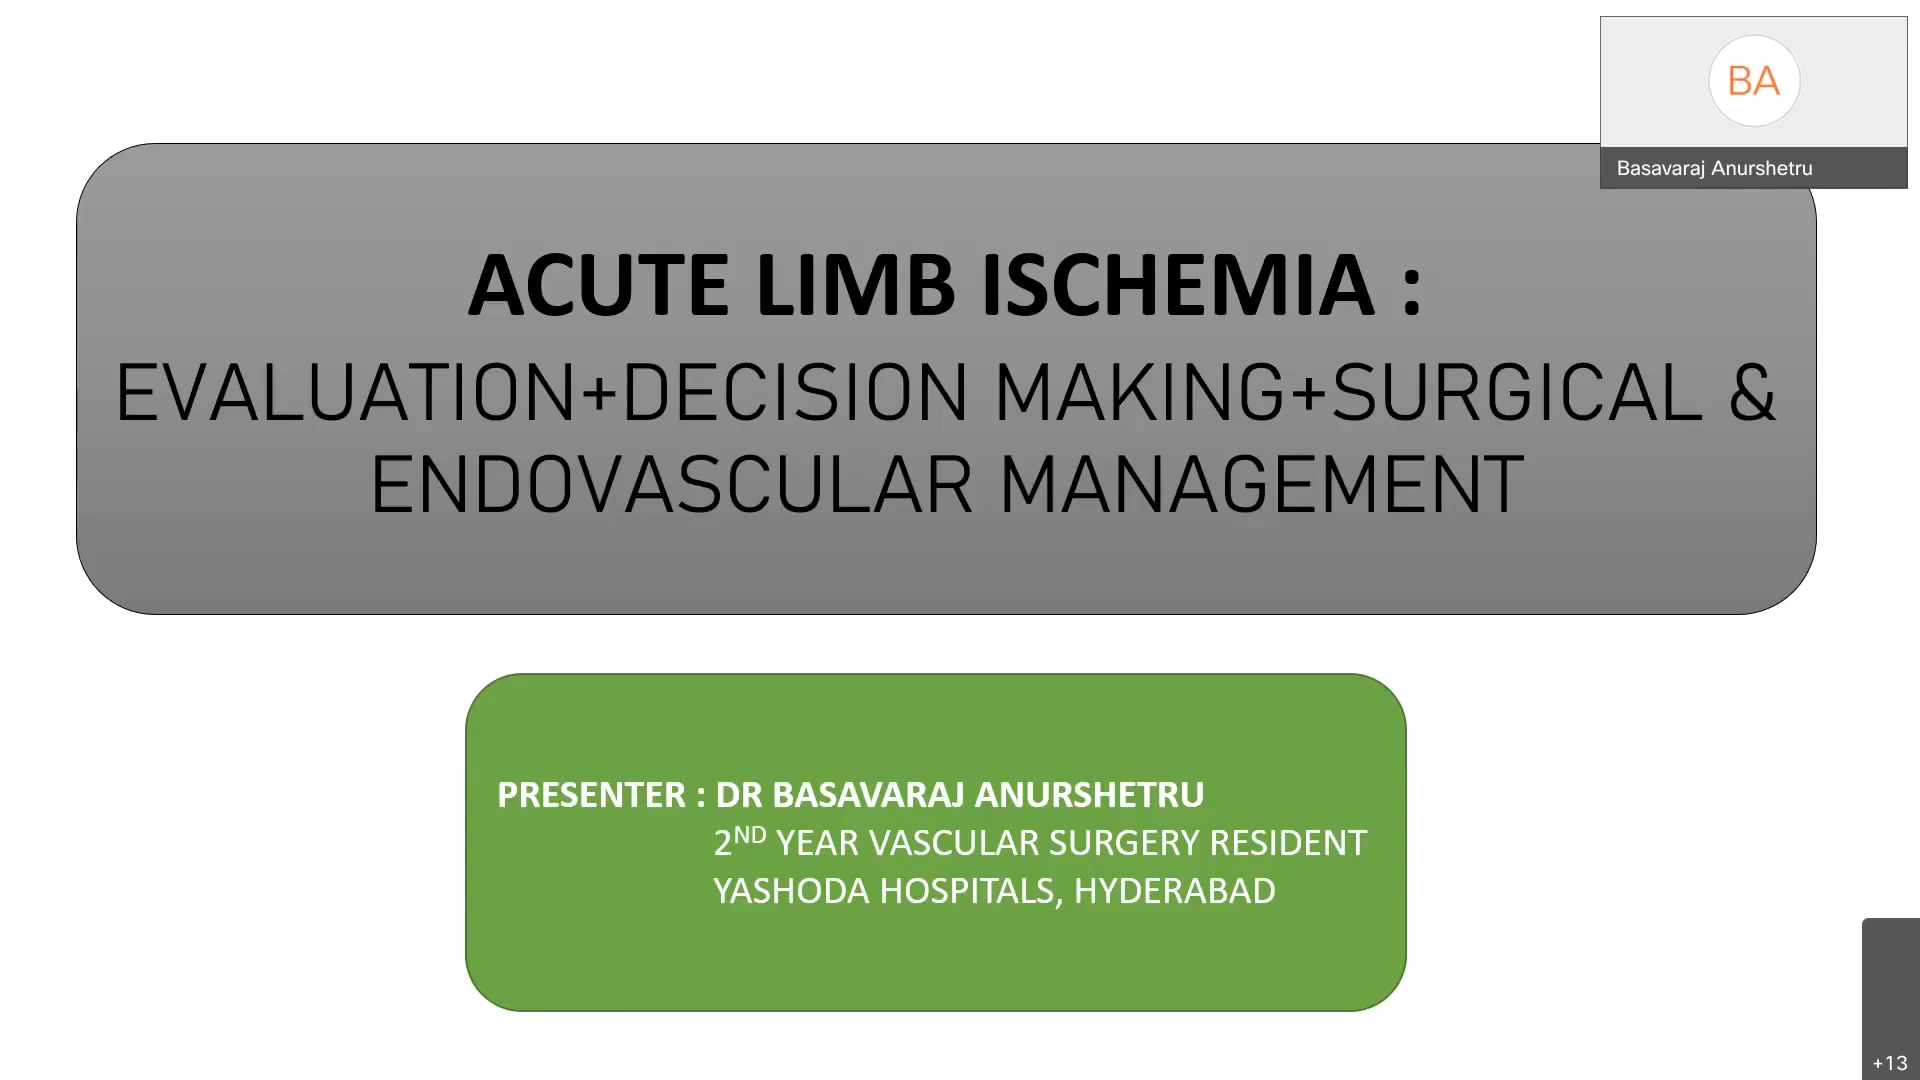 BA
Basavaraj Anurshetru
ACUTE LIMB ISCHEMIA :
EVALUATION+DECISION MAKING+SURGICAL &
ENDOVASCULAR MANAGEMENT
PRESENTER : DR BASAVARAJ ANURSHETRU
2ND YEAR VASCULAR SURGERY RESIDENT
YASHODA HOSPITALS, HYDERABAD
+13